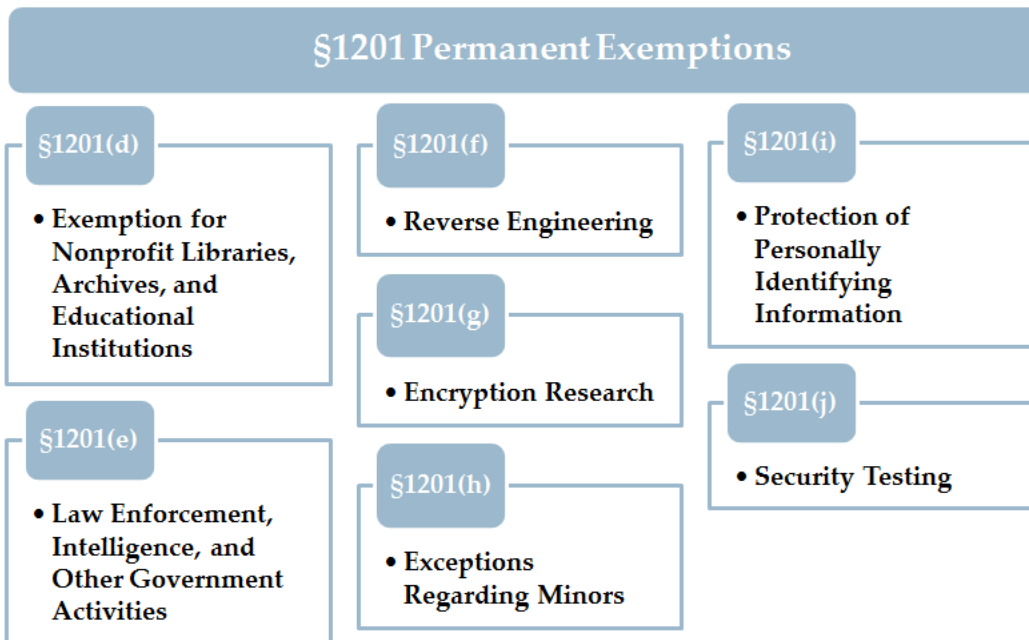 §1201 Permanent Exemptions
§1201(d)
• Exemption for
Nonprofit Libraries,
Archives, and
Educational
Institutions
§1201(e)
• Law Enforcement,
Intelligence, and
Other Government
Activities
§1201(f)
• Reverse Engineering
§1201(g)
• Encryption Research
§1201(h)
• Exceptions
Regarding Minors
§1201(i)
• Protection of
Personally
Identifying
Information
§1201(j)
• Security Testing